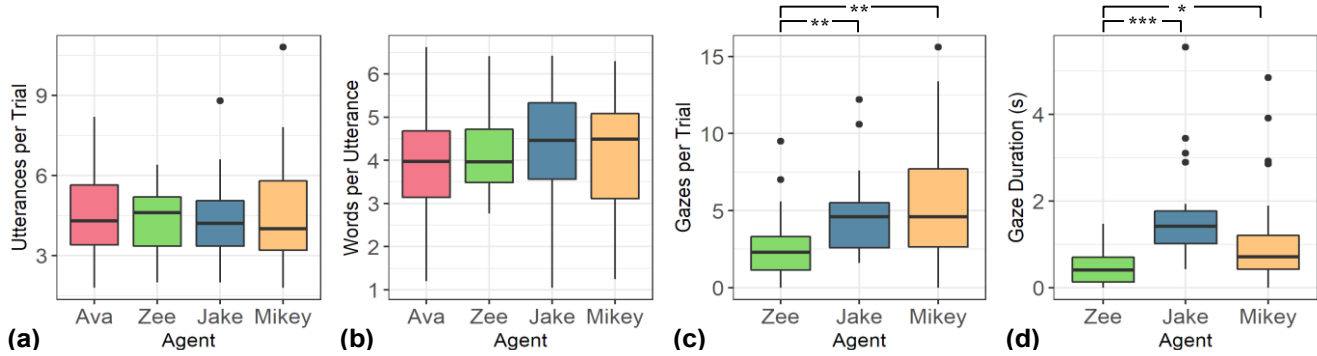 **
**
*
***
Utterances per Trial
9
6
3
Ava Zee Jake Mikey
Agent
(a)
Words per Utterance
6
5
4
3
2
1
Ava Zee Jake Mikey
Agent
(b)
Gazes per Trial
15
10
5
0
Zee Jake Mikey
Agent
(c)
Gaze Duration (s)
4
2
0
Zee Jake Mikey
Agent
(d)